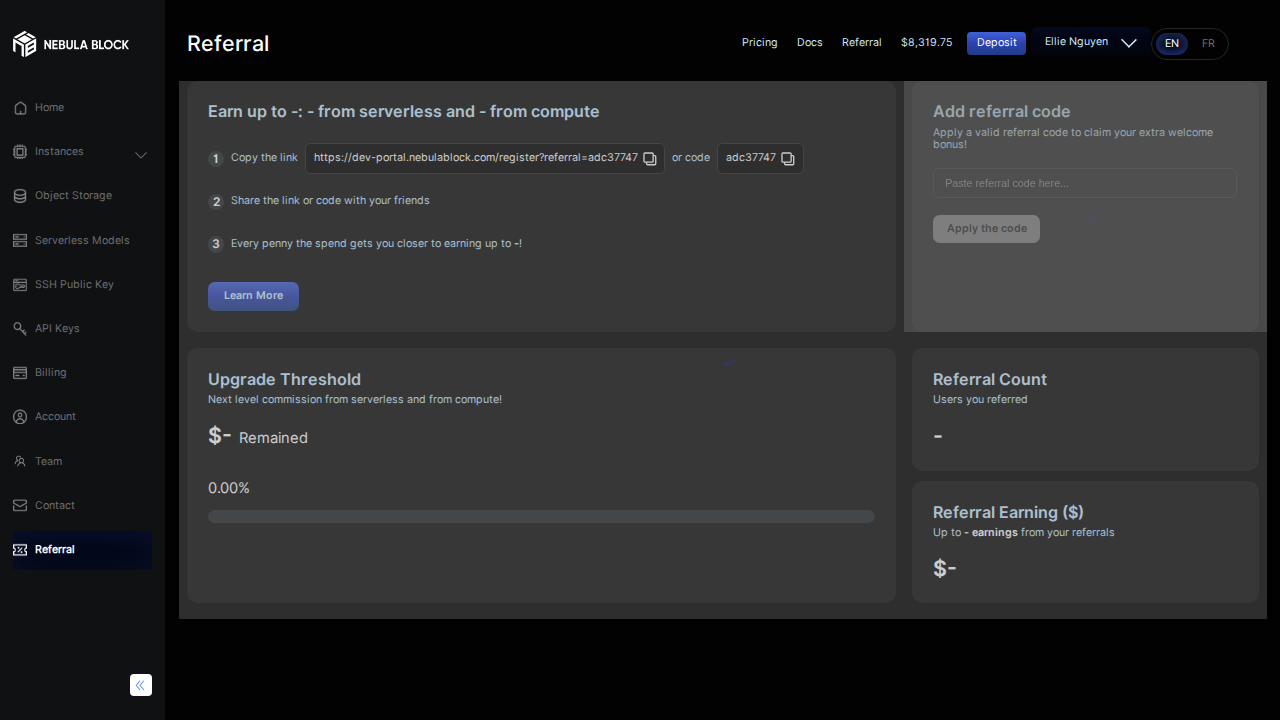 NEBULA BLOCK
Home
Instances
Object Storage
Serverless Models
SSH Public Key
API Keys
Billing
Account
Team
Contact
Referral
Referral
Pricing
Docs
Referral
$8,319.75
Deposit
Ellie Nguyen
EN
FR
Earn up to -: - from serverless and - from compute
1 Copy the link https://dev-portal.nebulablock.com/register?referral=adc37747 or code adc37747
2 Share the link or code with your friends
3 Every penny the spend gets you closer to earning up to -!
Learn More
Add referral code
Apply a valid referral code to claim your extra welcome
bonus!
Paste referral code here...
Apply the code
Upgrade Threshold
Next level commission from serverless and from compute!
$- Remained
0.00%
Referral Count
Users you referred
-
Referral Earning ($)
Up to - earnings from your referrals
$-